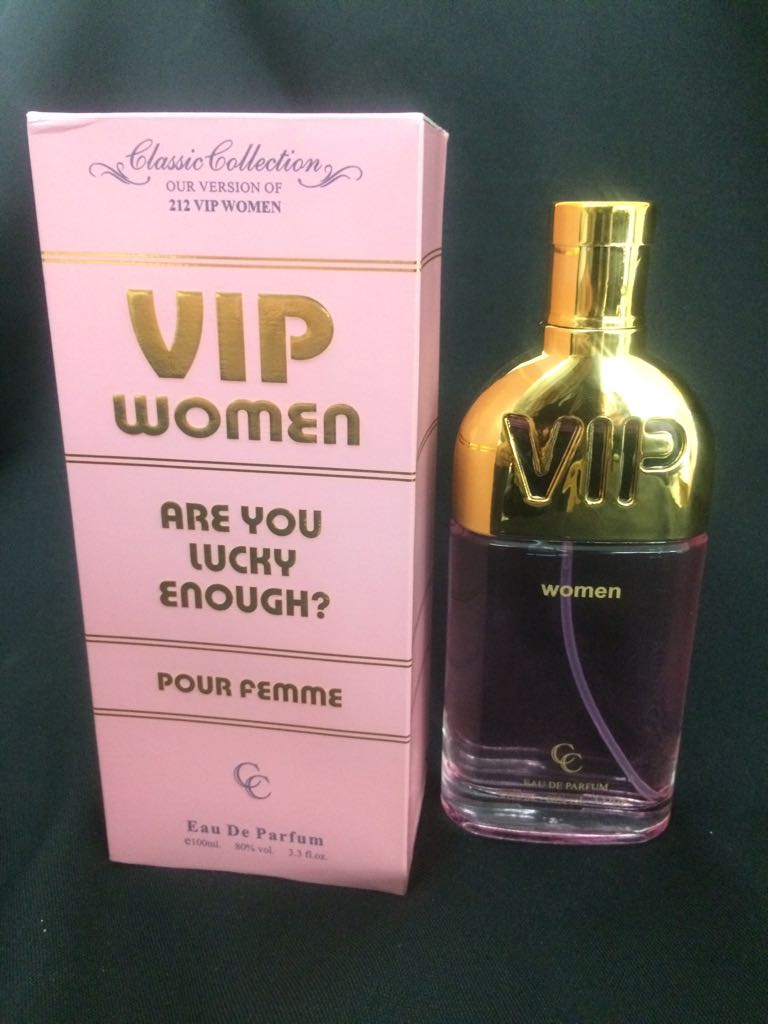 Classic Collection
OUR VERSION OF
212 VIP WOMEN
VIP
WOMEN
ARE YOU
LUCKY
ENOUGH?
POUR FEMME
CC
Eau De Parfum
e100ml. 80% vol. 3.3 fl.oz.
VIP
women
CC
EAU DE PARFUM